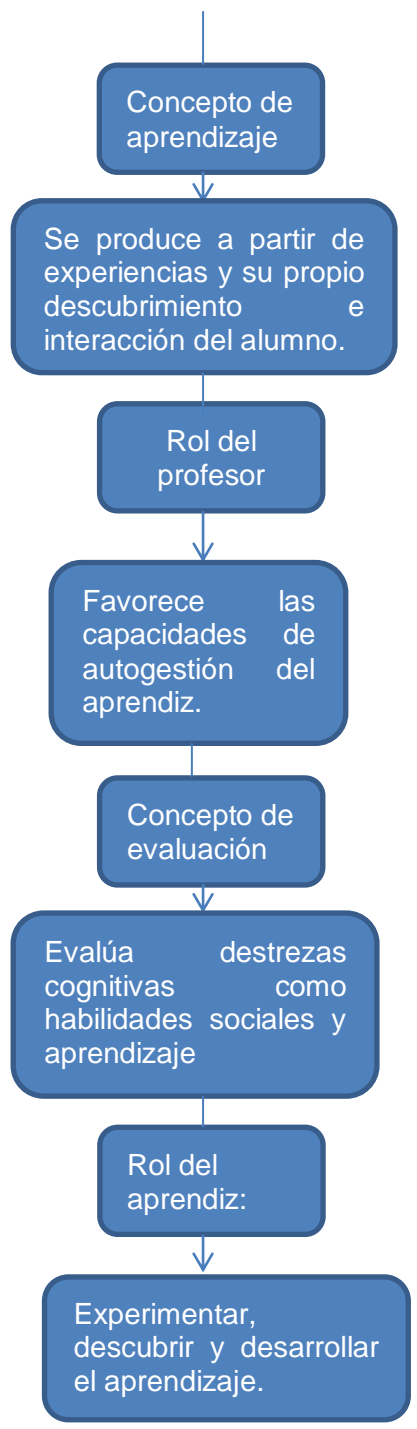 Concepto de
aprendizaje
Se produce a partir de
experiencias y su propio
descubrimiento e
interacción del alumno.
Rol del
profesor
Favorece las
capacidades de
autogestión del
aprendiz.
Concepto de
evaluación
Evalúa destrezas
cognitivas como
habilidades sociales y
aprendizaje
Rol del
aprendiz:
Experimentar,
descubrir y desarrollar
el aprendizaje.